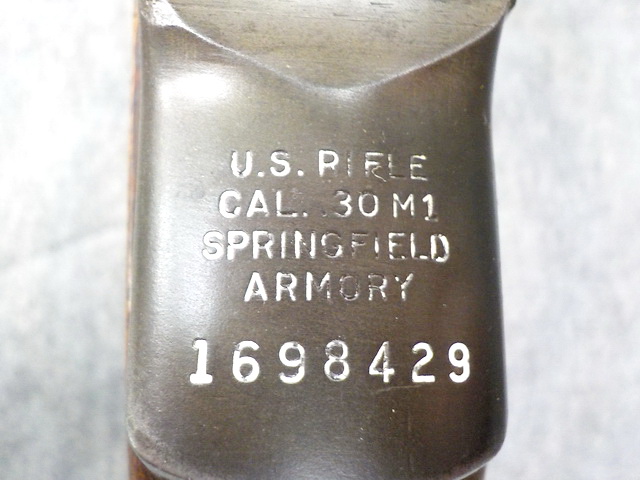 U.S. RIFLE
CAL. .30 M1
SPRINGFIELD
ARMORY
1698429